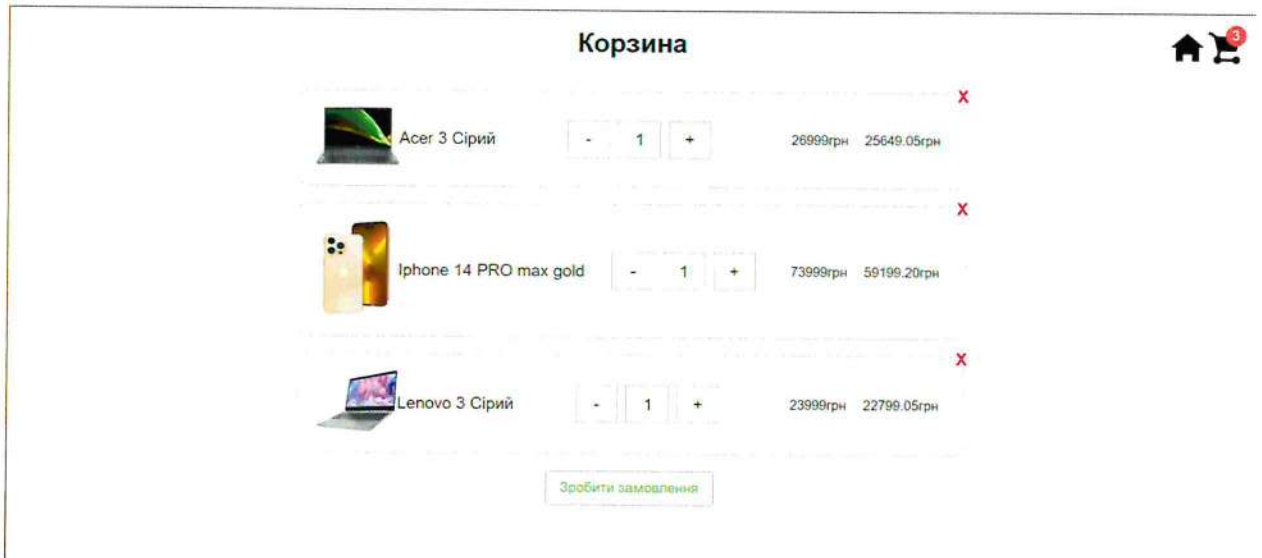 Корзина
3
X
Acer 3 Сірий - 1 + 26999грн 25649.05грн
X
Iphone 14 PRO max gold - 1 + 73999грн 59199.20грн
X
Lenovo 3 Сірий - 1 + 23999грн 22799.05грн
Зробити замовлення